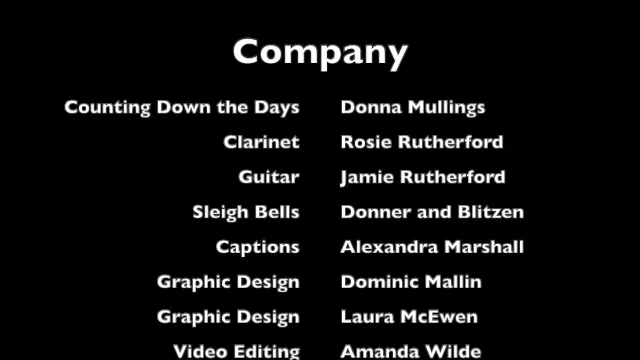 Company
Counting Down the Days Donna Mullings
Clarinet Rosie Rutherford
Guitar Jamie Rutherford
Sleigh Bells Donner and Blitzen
Captions Alexandra Marshall
Graphic Design Dominic Mallin
Graphic Design Laura McEwen
Video Editing Amanda Wilde